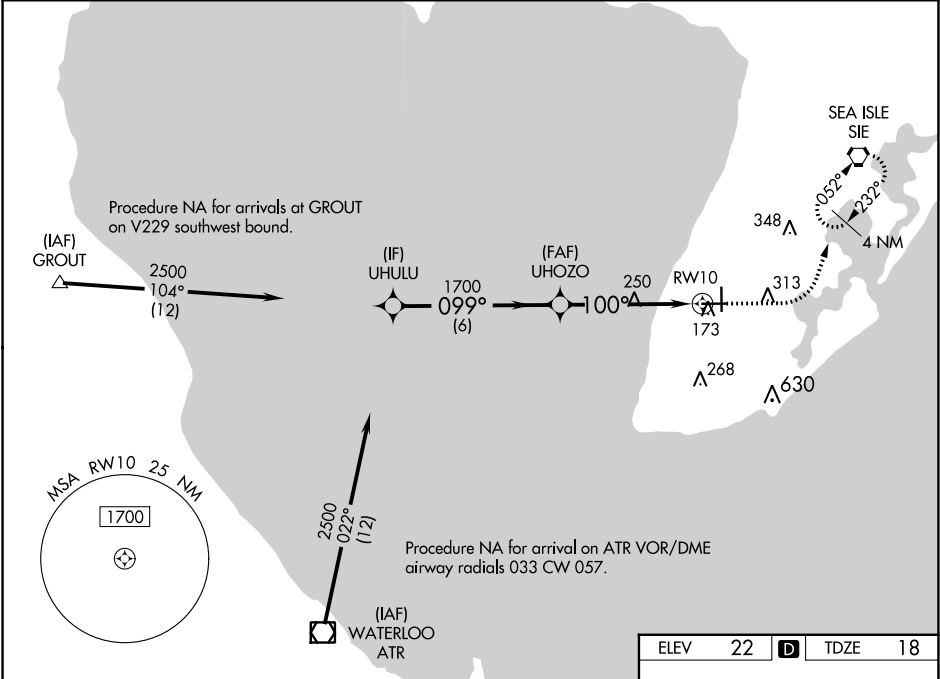 SEA ISLE
SIE
052°
232°
4 NM
Procedure NA for arrivals at GROUT
on V229 southwest bound.
(IAF)
GROUT
2500
104°
(12)
(IF)
UHULU
1700
099°
(6)
(FAF)
UHOZO
100°
250
RW10
173
348
313
268
630
MSA RW10 25 NM
1700
2500
022°
(12)
Procedure NA for arrival on ATR VOR/DME
airway radials 033 CW 057.
(IAF)
WATERLOO
ATR
ELEV 22 D TDZE 18